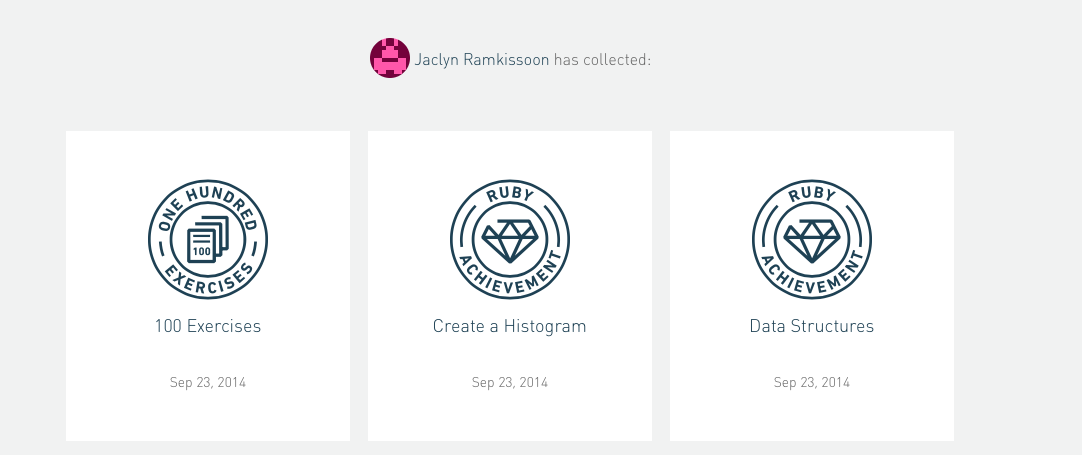 Jaclyn Ramkissoon has collected:
ONE HUNDRED
100
EXERCISES
100 Exercises
Sep 23, 2014
RUBY
ACHIEVEMENT
Create a Histogram
Sep 23, 2014
RUBY
ACHIEVEMENT
Data Structures
Sep 23, 2014